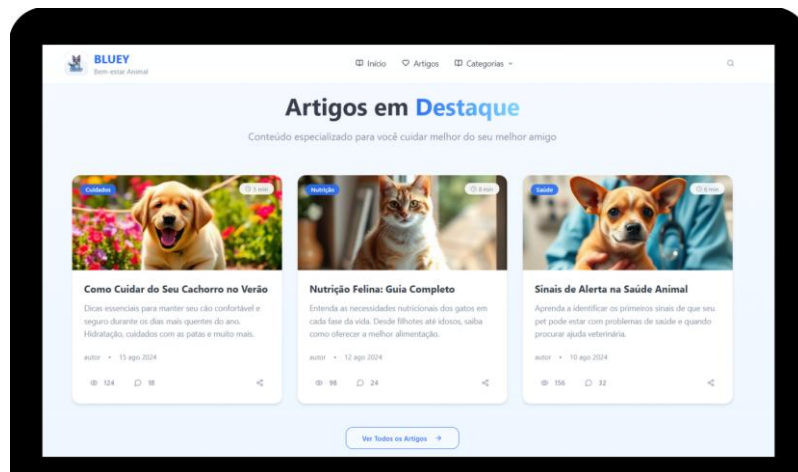 BLUEY
Bem-estar Animal
Início
Artigos
Categorias
Artigos em Destaque
Conteúdo especializado para você cuidar melhor do seu melhor amigo
Cuidados
5 min
Como Cuidar do Seu Cachorro no Verão
Dicas essenciais para manter seu cão confortável e
seguro durante os dias mais quentes do ano.
Hidratação, cuidados com as patas e muito mais.
autor • 15 ago 2024
124 18
Nutrição
8 min
Nutrição Felina: Guia Completo
Entenda as necessidades nutricionais dos gatos em
cada fase da vida. Desde filhotes até idosos, saiba
como oferecer a melhor alimentação.
autor • 12 ago 2024
98 24
Saúde
6 min
Sinais de Alerta na Saúde Animal
Aprenda a identificar os primeiros sinais de que seu
pet pode estar com problemas de saúde e quando
procurar ajuda veterinária.
autor • 10 ago 2024
156 32
Ver Todos os Artigos